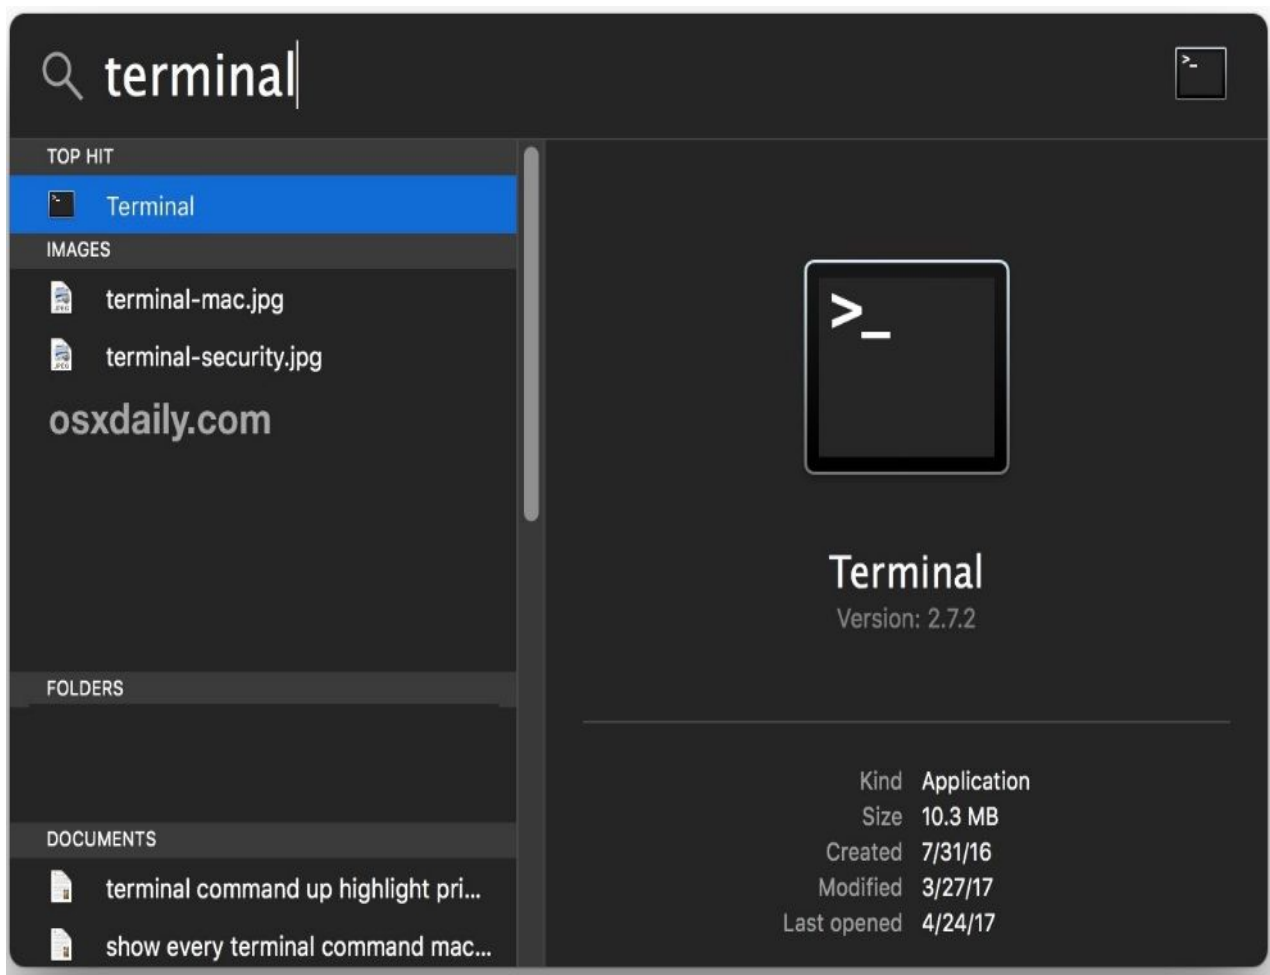 terminal
TOP HIT
Terminal
IMAGES
terminal-mac.jpg
terminal-security.jpg
osxdaily.com
FOLDERS
DOCUMENTS
terminal command up highlight pri...
show every terminal command mac...
>_
Terminal
Version: 2.7.2
Kind Application
Size 10.3 MB
Created 7/31/16
Modified 3/27/17
Last opened 4/24/17